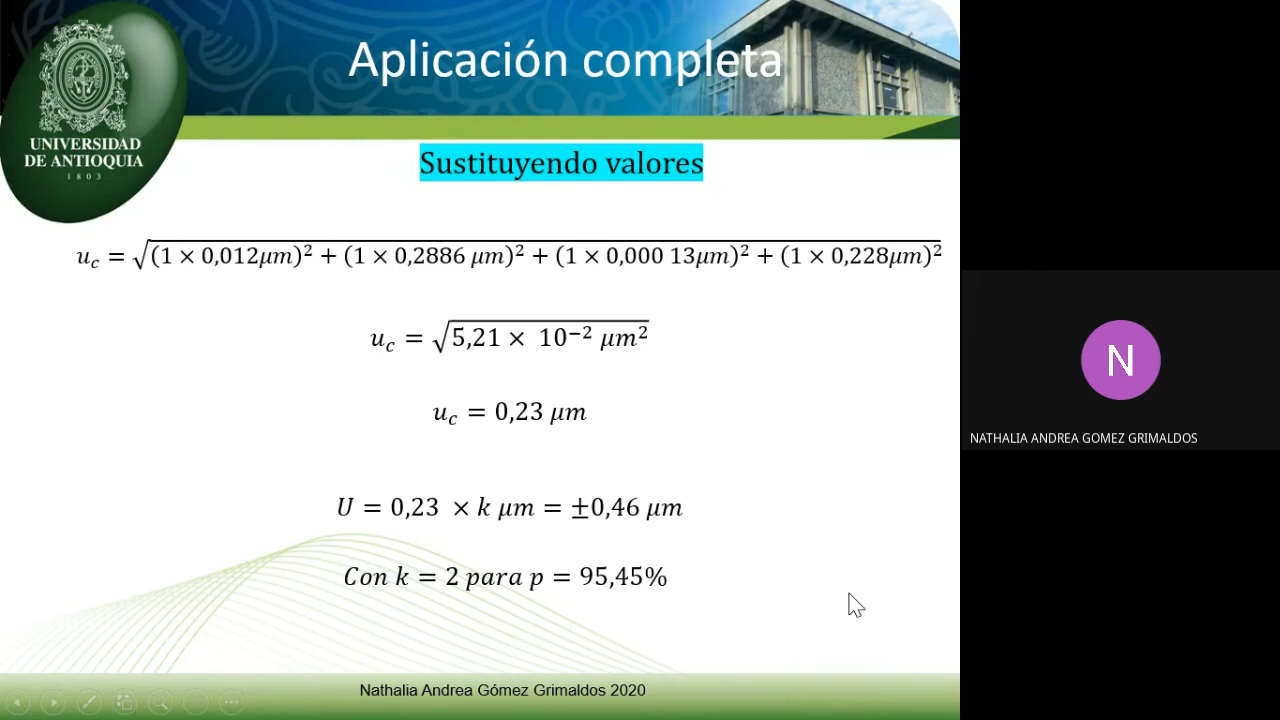 Aplicación completa
UNIVERSIDAD
DE ANTIOQUIA
1803
Sustituyendo valores
u_c = √(1 × 0,012μm)² + (1 × 0,2886 μm)² + (1 × 0,000 13μm)² + (1 × 0,228μm)²
u_c = √5,21 × 10⁻² μm²
u_c = 0,23 μm
U = 0,23 × k μm = ±0,46 μm
Con k = 2 para p = 95,45%
Nathalia Andrea Gómez Grimaldos 2020
N
NATHALIA ANDREA GOMEZ GRIMALDOS